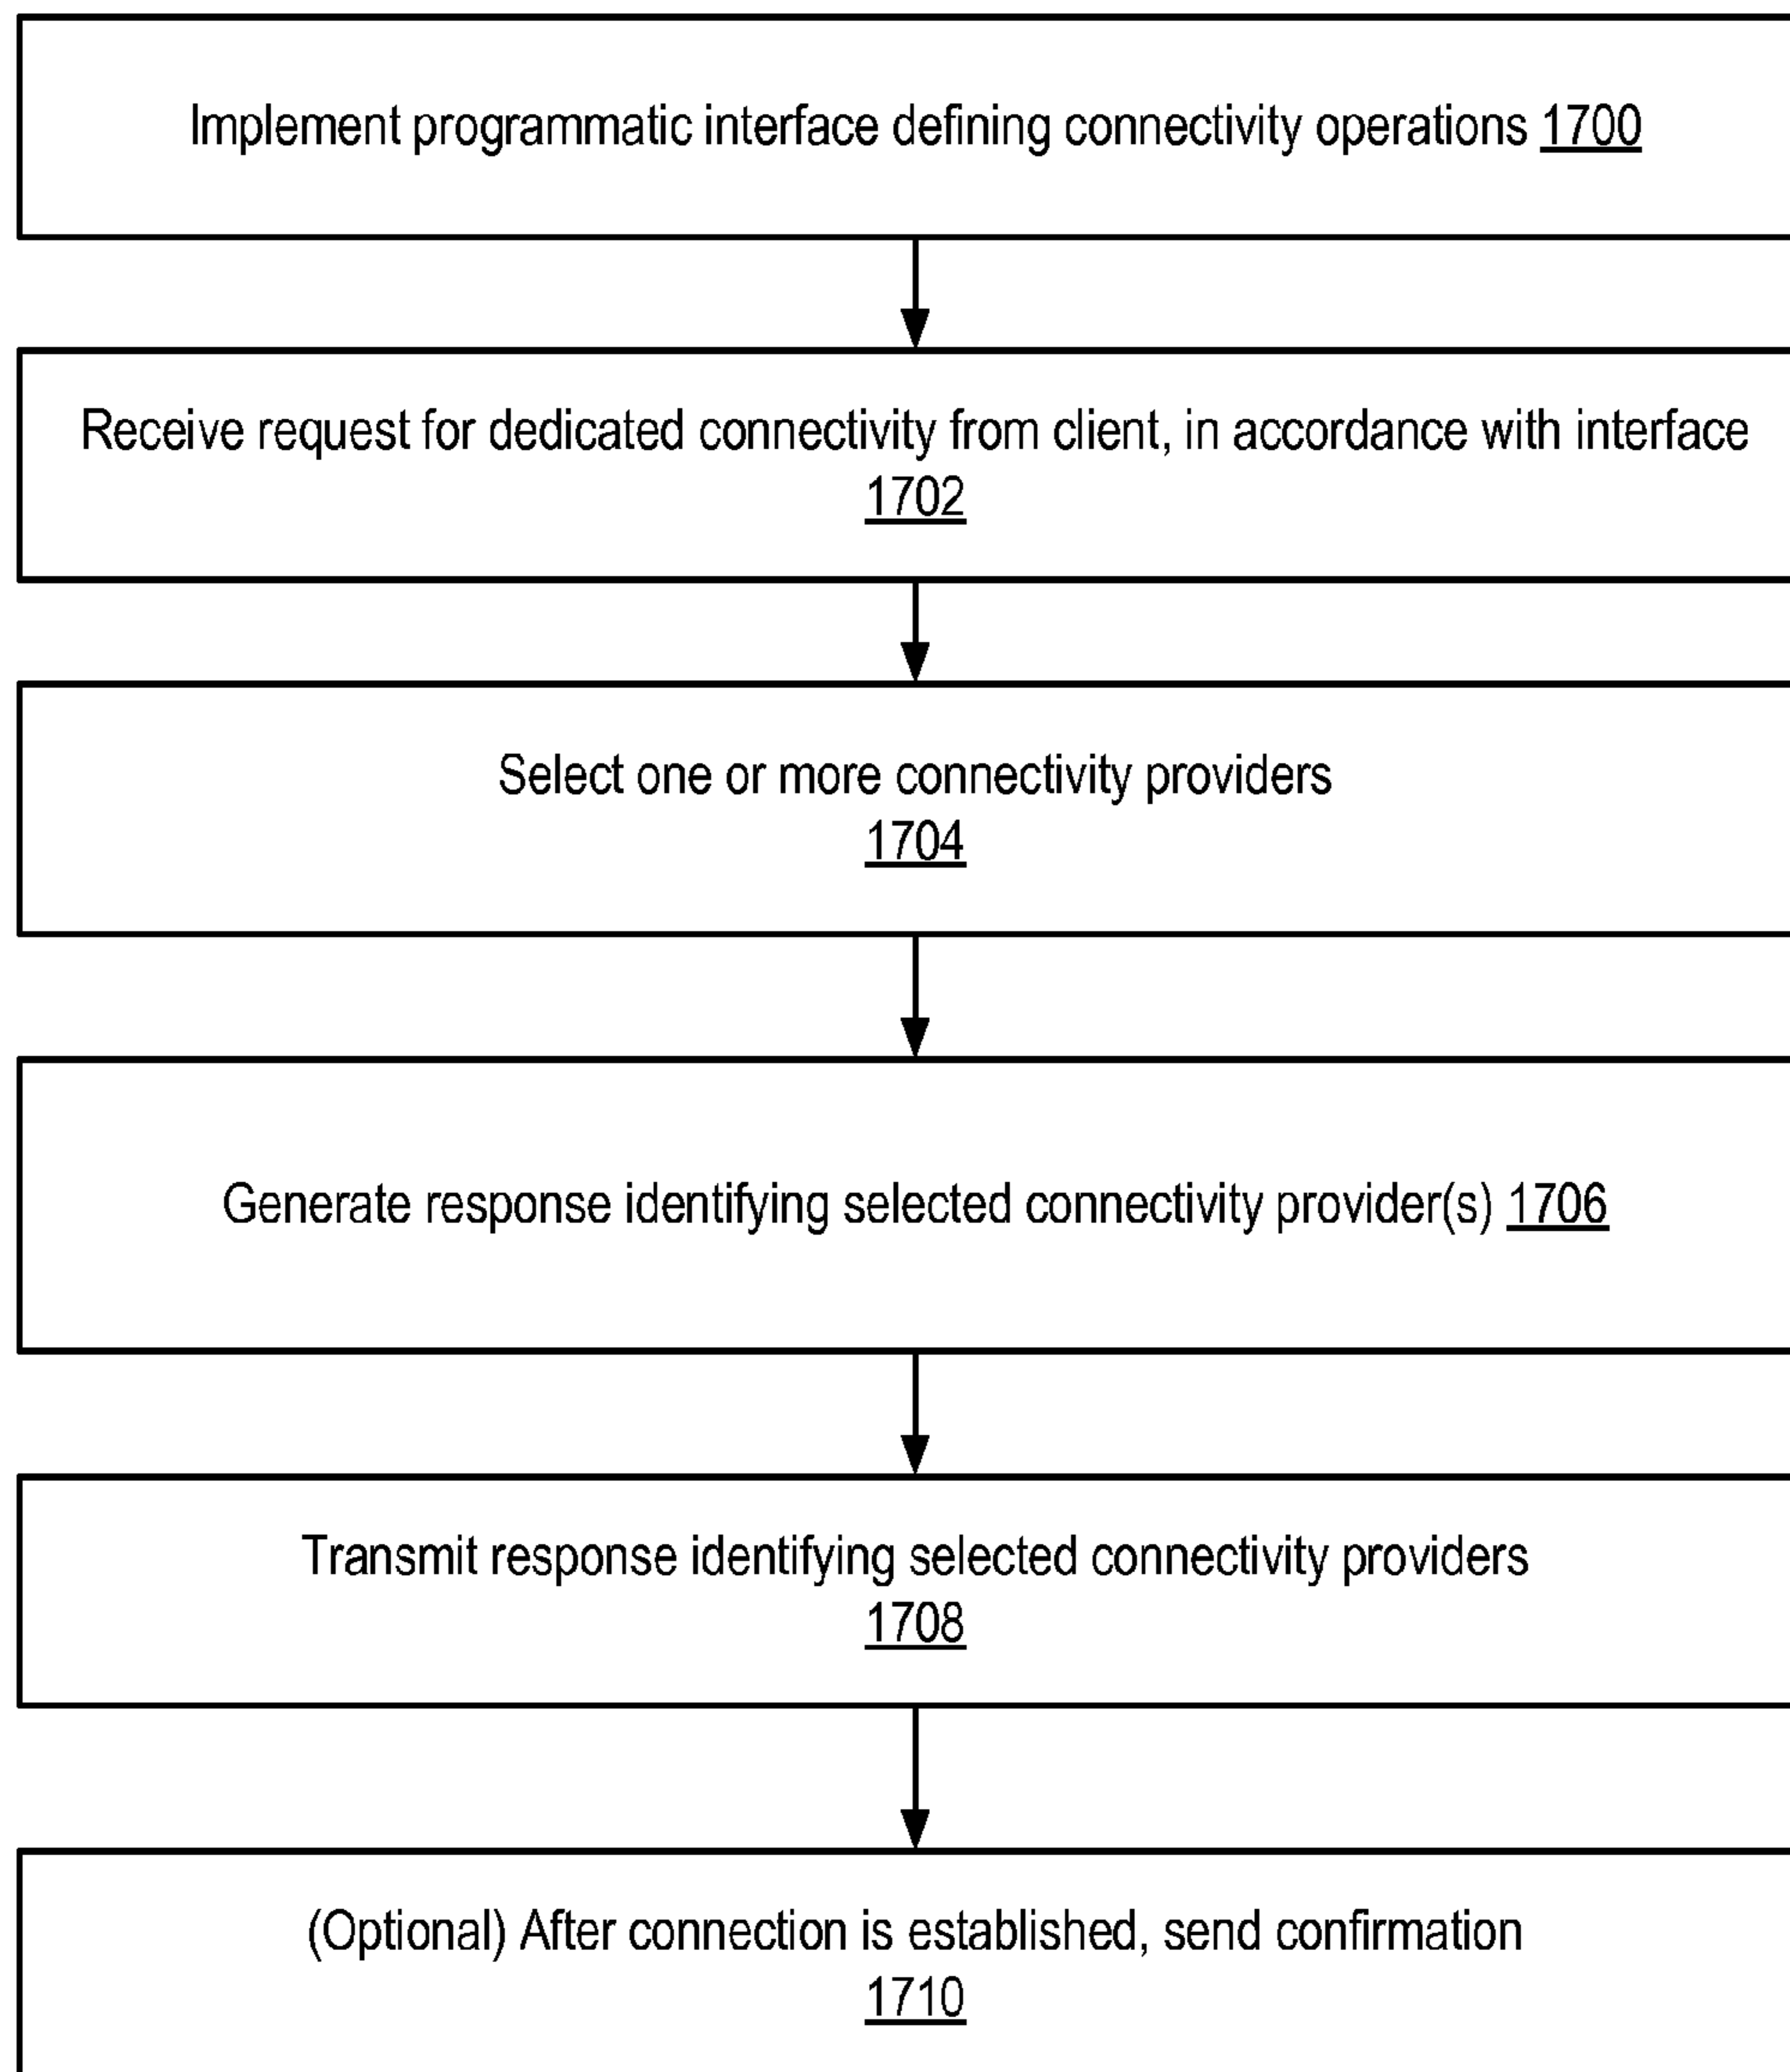 Implement programmatic interface defining connectivity operations 1700
Receive request for dedicated connectivity from client, in accordance with interface
1702
Select one or more connectivity providers
1704
Generate response identifying selected connectivity provider(s) 1706
Transmit response identifying selected connectivity providers
1708
(Optional) After connection is established, send confirmation
1710